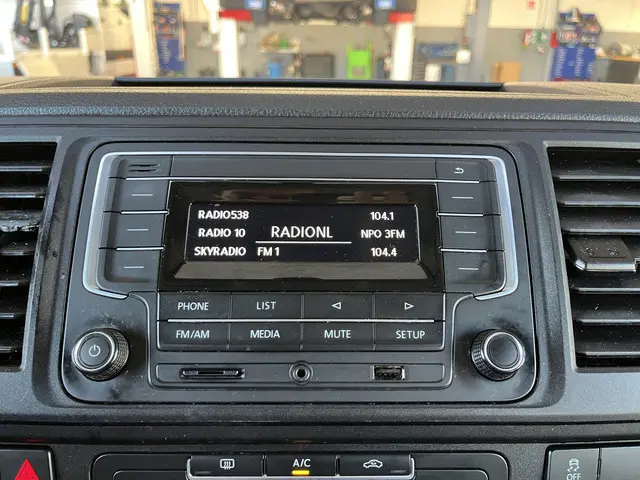 RADIO538 104.1
RADIO 10 RADIONL NPO 3FM
SKYRADIO FM 1 104.4
PHONE LIST
FM/AM MEDIA MUTE SETUP
A/C
OFF